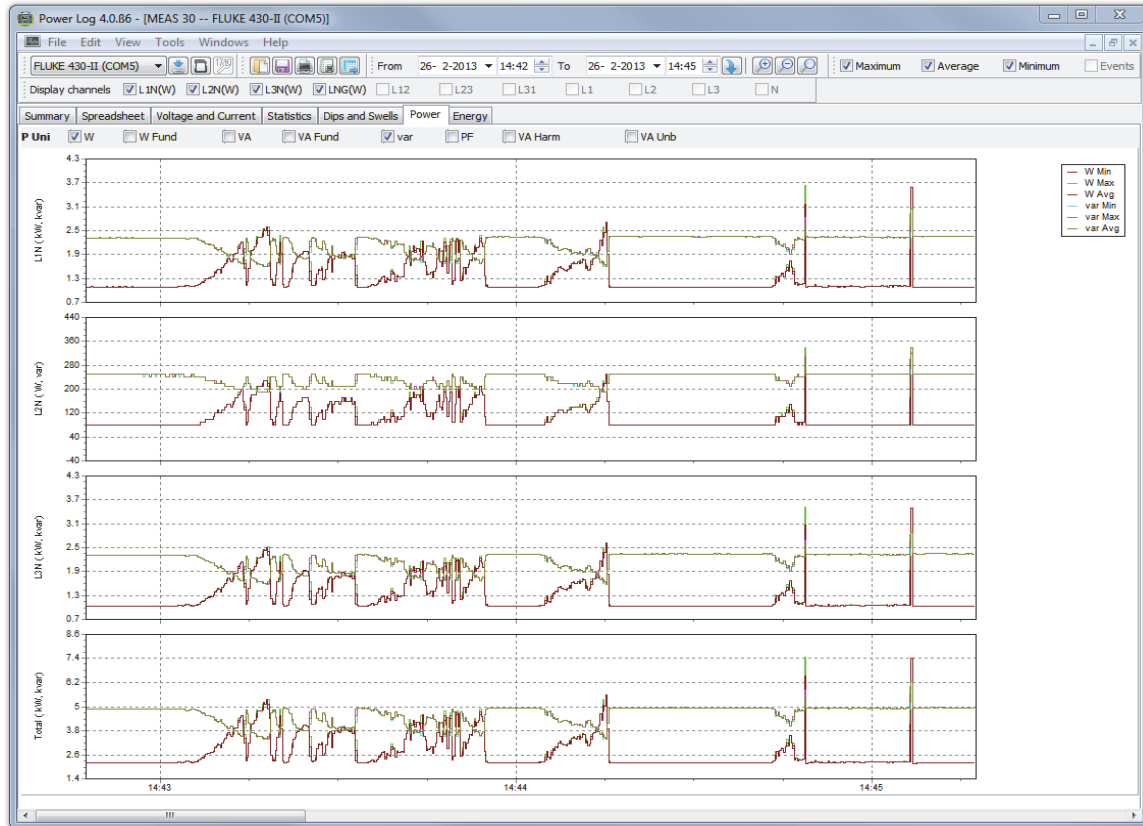 Power Log 4.0.86 - [MEAS 30 -- FLUKE 430-II (COM5)]
File Edit View Tools Windows Help
FLUKE 430-II (COM5) From 26- 2-2013 14:42 To 26- 2-2013 14:45 Maximum Average Minimum Events
Display channels L1N(W) L2N(W) L3N(W) LNG(W) L12 L23 L31 L1 L2 L3 N
Summary Spreadsheet Voltage and Current Statistics Dips and Swells Power Energy
P Uni W W Fund VA VA Fund var PF VA Harm VA Unb
L1N ( kW, kvar)
4.3
3.7
3.1
2.5
1.9
1.3
0.7
W Min
W Max
W Avg
var Min
var Max
var Avg
L2N ( W, var)
440
360
280
200
120
40
-40
L3N ( kW, kvar)
4.3
3.7
3.1
2.5
1.9
1.3
0.7
Total ( kW, kvar)
8.6
7.4
6.2
5
3.8
2.6
1.4
14:43 14:44 14:45